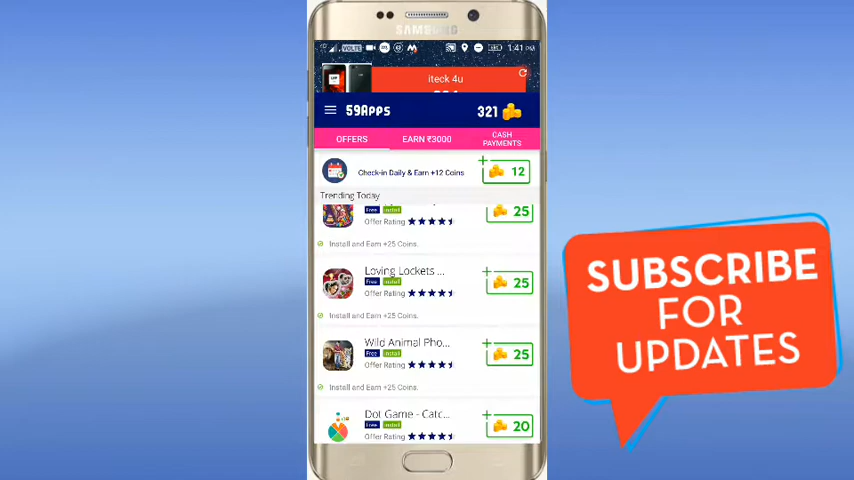 SAMSUNG
VOLTE
1:41 PM
iteck 4u
59Apps
321
OFFERS
EARN ₹3000
CASH
PAYMENTS
Check-in Daily & Earn +12 Coins
+ 12
Trending Today
Free Install
Offer Rating
25
Install and Earn +25 Coins.
Loving Lockets ...
Free Install
Offer Rating
+ 25
Install and Earn +25 Coins.
Wild Animal Pho...
Free Install
Offer Rating
+ 25
Install and Earn +25 Coins.
Dot Game - Catc...
Free Install
Offer Rating
+ 20
SUBSCRIBE
FOR
UPDATES